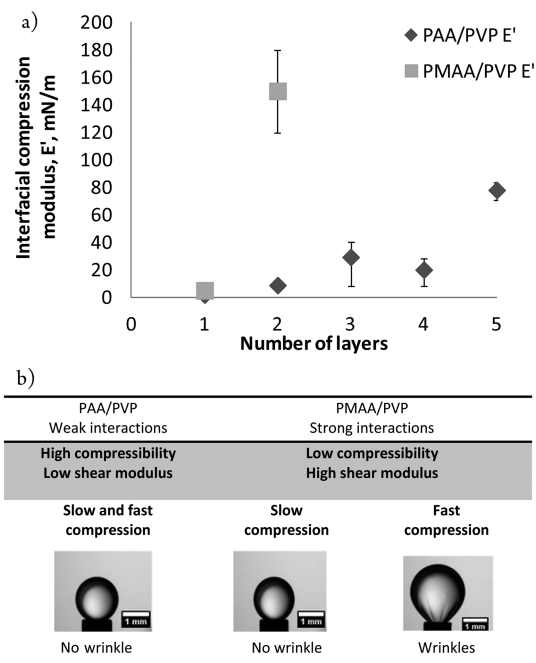 a)
200
180
160
140
120
100
80
60
40
20
0
Interfacial compression
modulus, E', mN/m
PAA/PVP E'
PMAA/PVP E'
0 1 2 3 4 5
Number of layers
b)
PAA/PVP PMAA/PVP
Weak interactions Strong interactions
High compressibility Low compressibility
Low shear modulus High shear modulus
Slow and fast Slow Fast
compression compression compression
1 mm 1 mm 1 mm
No wrinkle No wrinkle Wrinkles